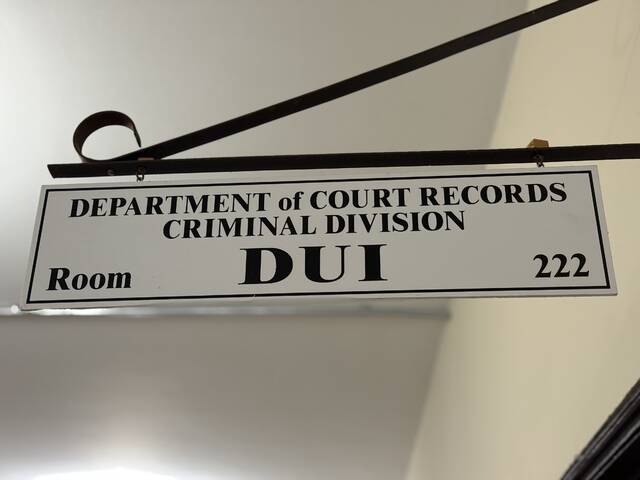 DEPARTMENT of COURT RECORDS
CRIMINAL DIVISION
DUI
Room 222